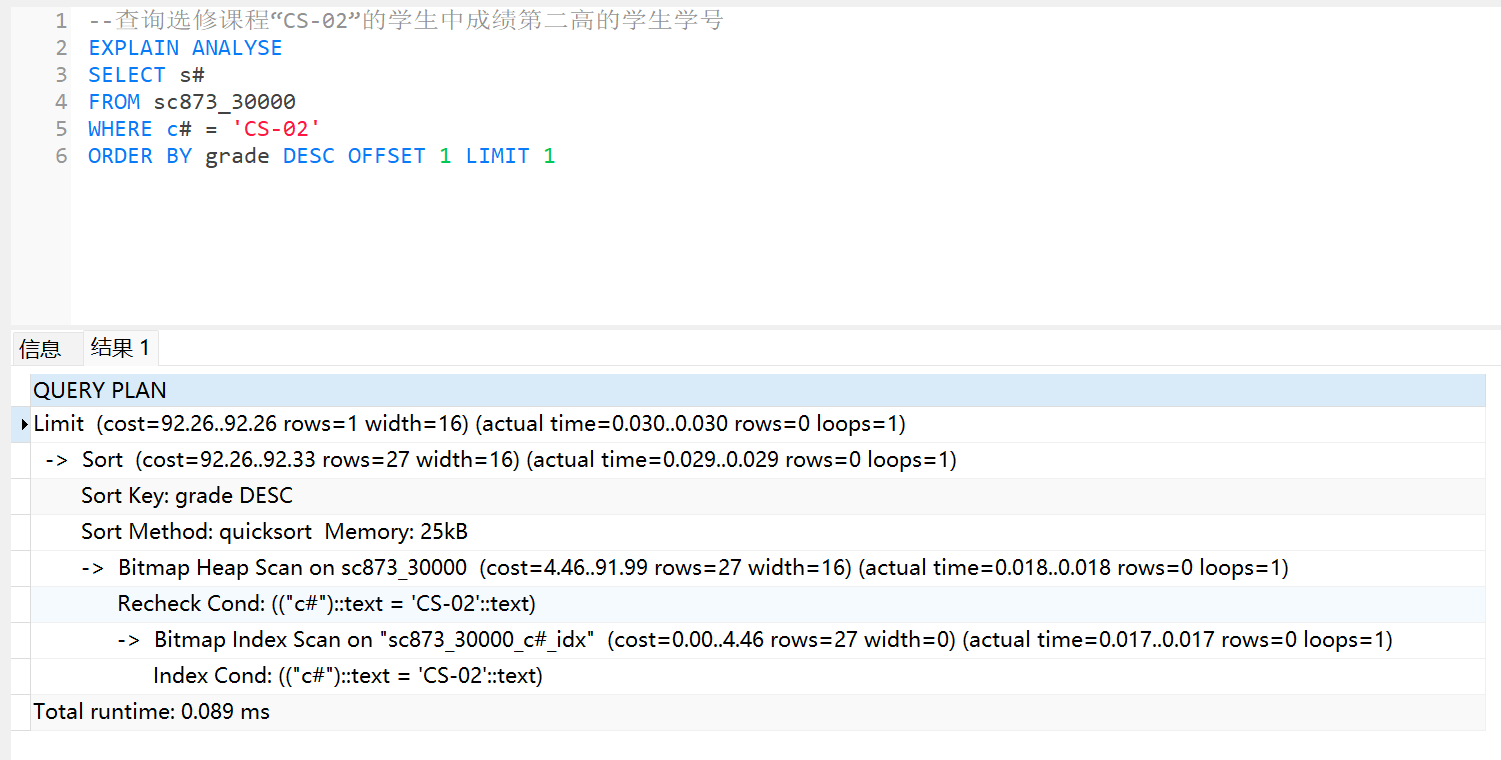 1 --查询选修课程“CS-02”的学生中成绩第二高的学生学号
2 EXPLAIN ANALYSE
3 SELECT s#
4 FROM sc873_30000
5 WHERE c# = 'CS-02'
6 ORDER BY grade DESC OFFSET 1 LIMIT 1
信息 结果 1
QUERY PLAN
Limit (cost=92.26..92.26 rows=1 width=16) (actual time=0.030..0.030 rows=0 loops=1)
-> Sort (cost=92.26..92.33 rows=27 width=16) (actual time=0.029..0.029 rows=0 loops=1)
Sort Key: grade DESC
Sort Method: quicksort Memory: 25kB
-> Bitmap Heap Scan on sc873_30000 (cost=4.46..91.99 rows=27 width=16) (actual time=0.018..0.018 rows=0 loops=1)
Recheck Cond: (("c#")::text = 'CS-02'::text)
-> Bitmap Index Scan on "sc873_30000_c#_idx" (cost=0.00..4.46 rows=27 width=0) (actual time=0.017..0.017 rows=0 loops=1)
Index Cond: (("c#")::text = 'CS-02'::text)
Total runtime: 0.089 ms